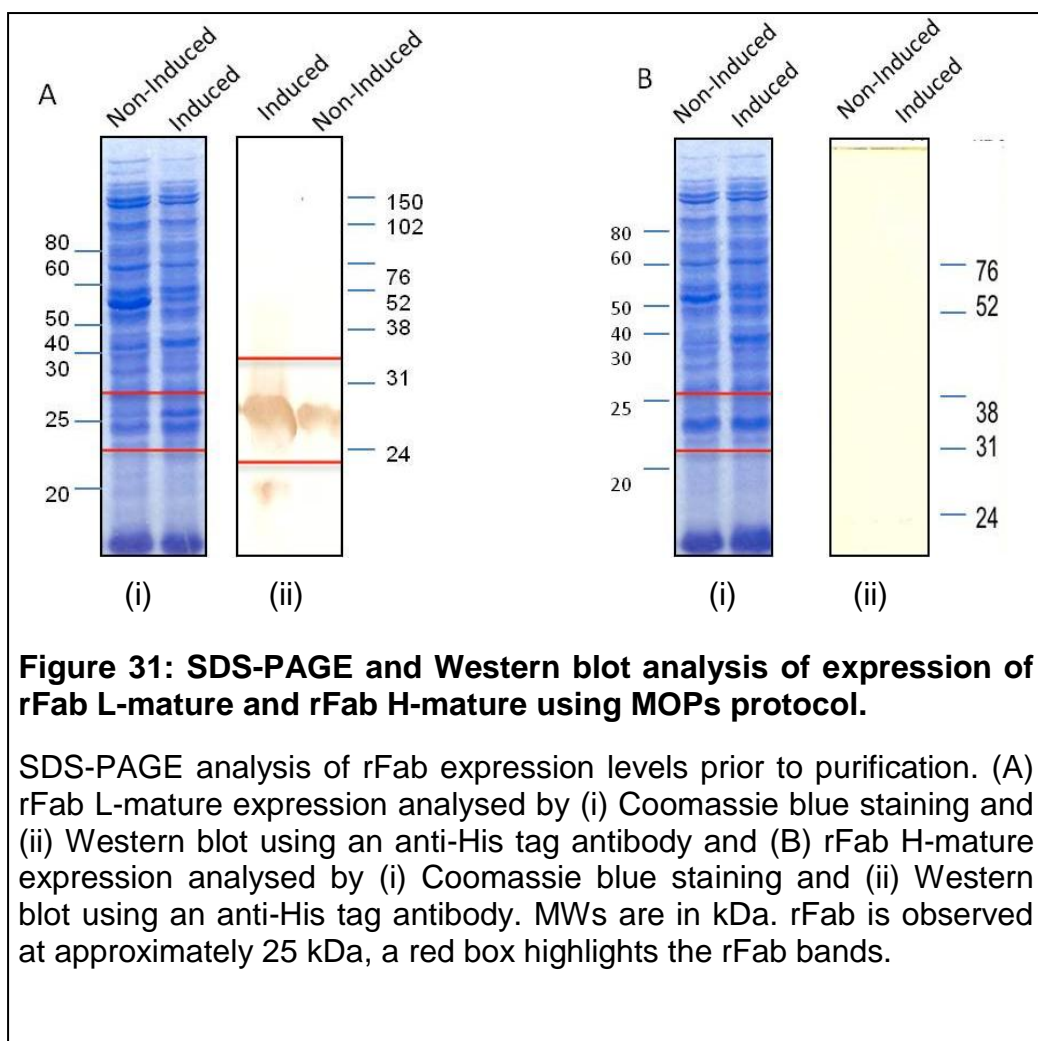 A
Non-Induced
Induced
Induced
Non-Induced
B
Non-Induced
Induced
Non-Induced
Induced
80
60
50
40
30
25
20
150
102
76
52
38
31
24
80
60
50
40
30
25
20
76
52
38
31
24
(i)
(ii)
(i)
(ii)
Figure 31: SDS-PAGE and Western blot analysis of expression of
rFab L-mature and rFab H-mature using MOPs protocol.
SDS-PAGE analysis of rFab expression levels prior to purification. (A)
rFab L-mature expression analysed by (i) Coomassie blue staining and
(ii) Western blot using an anti-His tag antibody and (B) rFab H-mature
expression analysed by (i) Coomassie blue staining and (ii) Western
blot using an anti-His tag antibody. MWs are in kDa. rFab is observed
at approximately 25 kDa, a red box highlights the rFab bands.